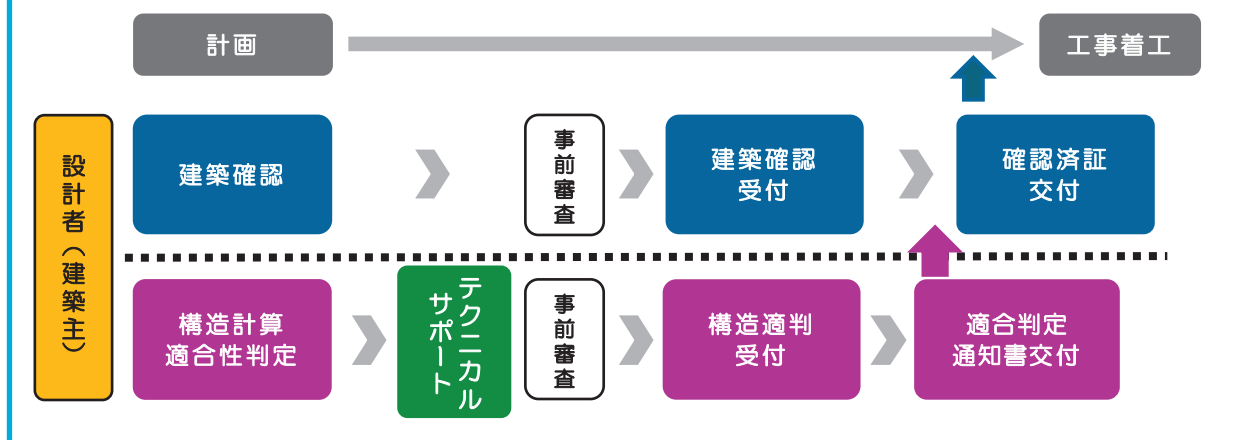 計画
工事着工
設計者（建築主）
建築確認
事前審査
建築確認
受付
確認済証
交付
構造計算
適合性判定
テクニカル
サポート
事前審査
構造適判
受付
適合判定
通知書交付